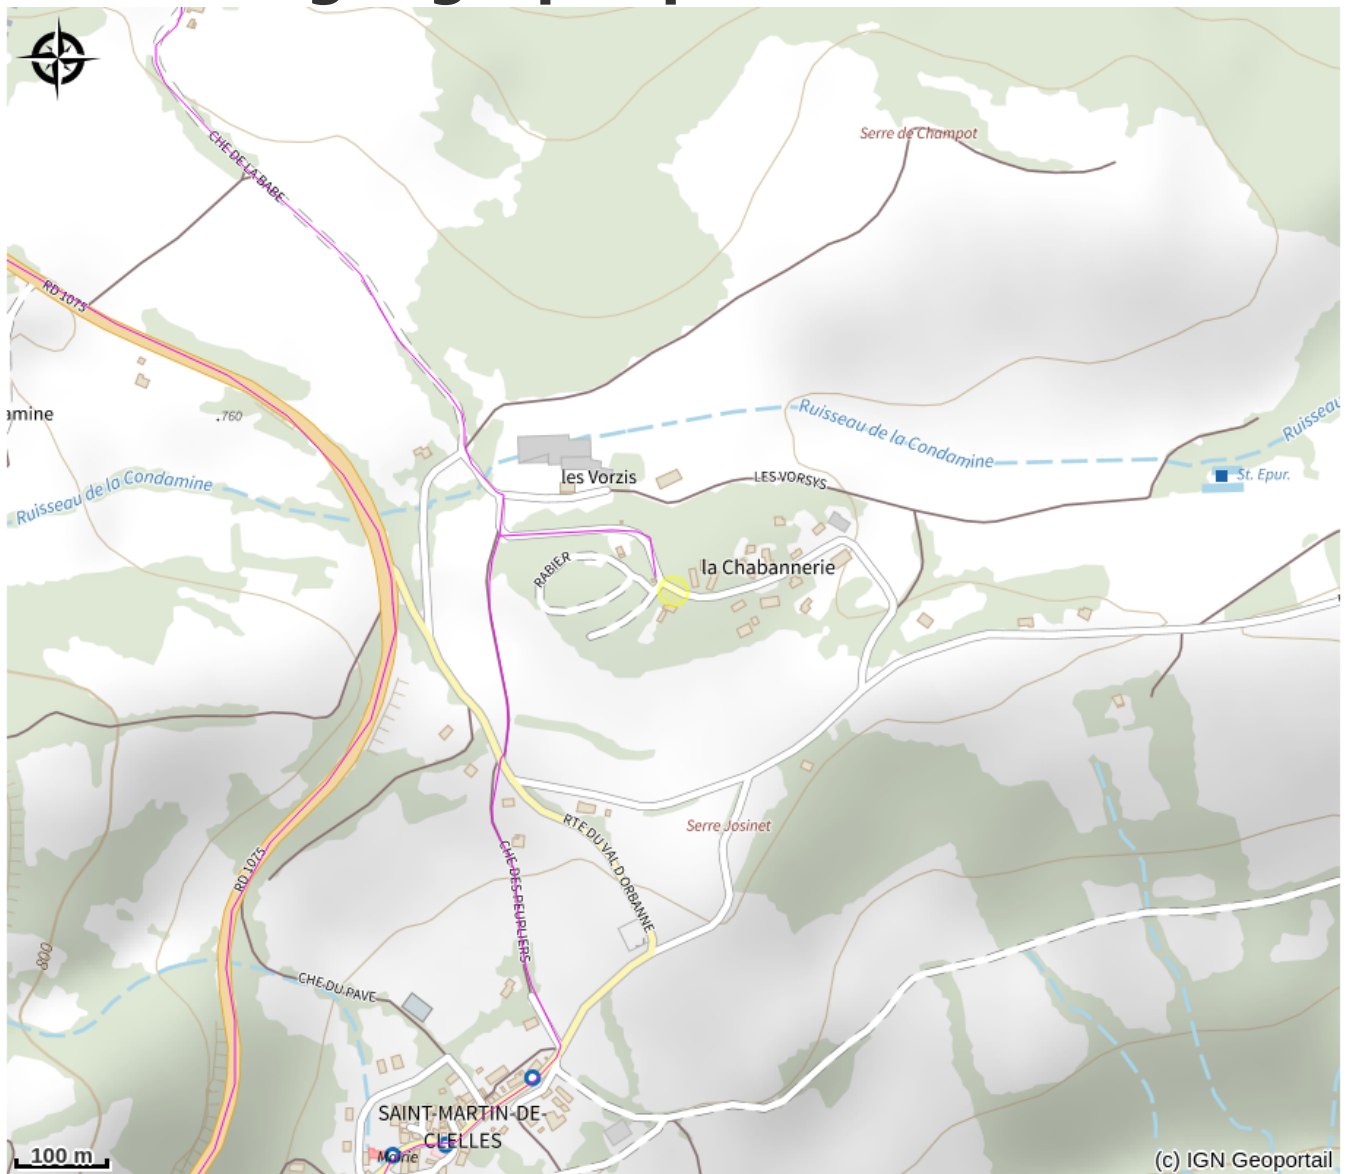 Serre de Champot
CHE DE LA BABE
RD 1075
amine
.760
Ruisseau de la Condamine
Ruisseau
les Vorzis
LES VORSYS
St. Epur.
Ruisseau de la Condamine
RABIER
la Chabannerie
Serre Josinet
RTE DU VAL D ORBANNE
CHE DES PEUPLIERS
RD 1075
800
CHE DU PAVE
SAINT-MARTIN-DE-
CLELLES
Mairie
100 m
(c) IGN Geoportail